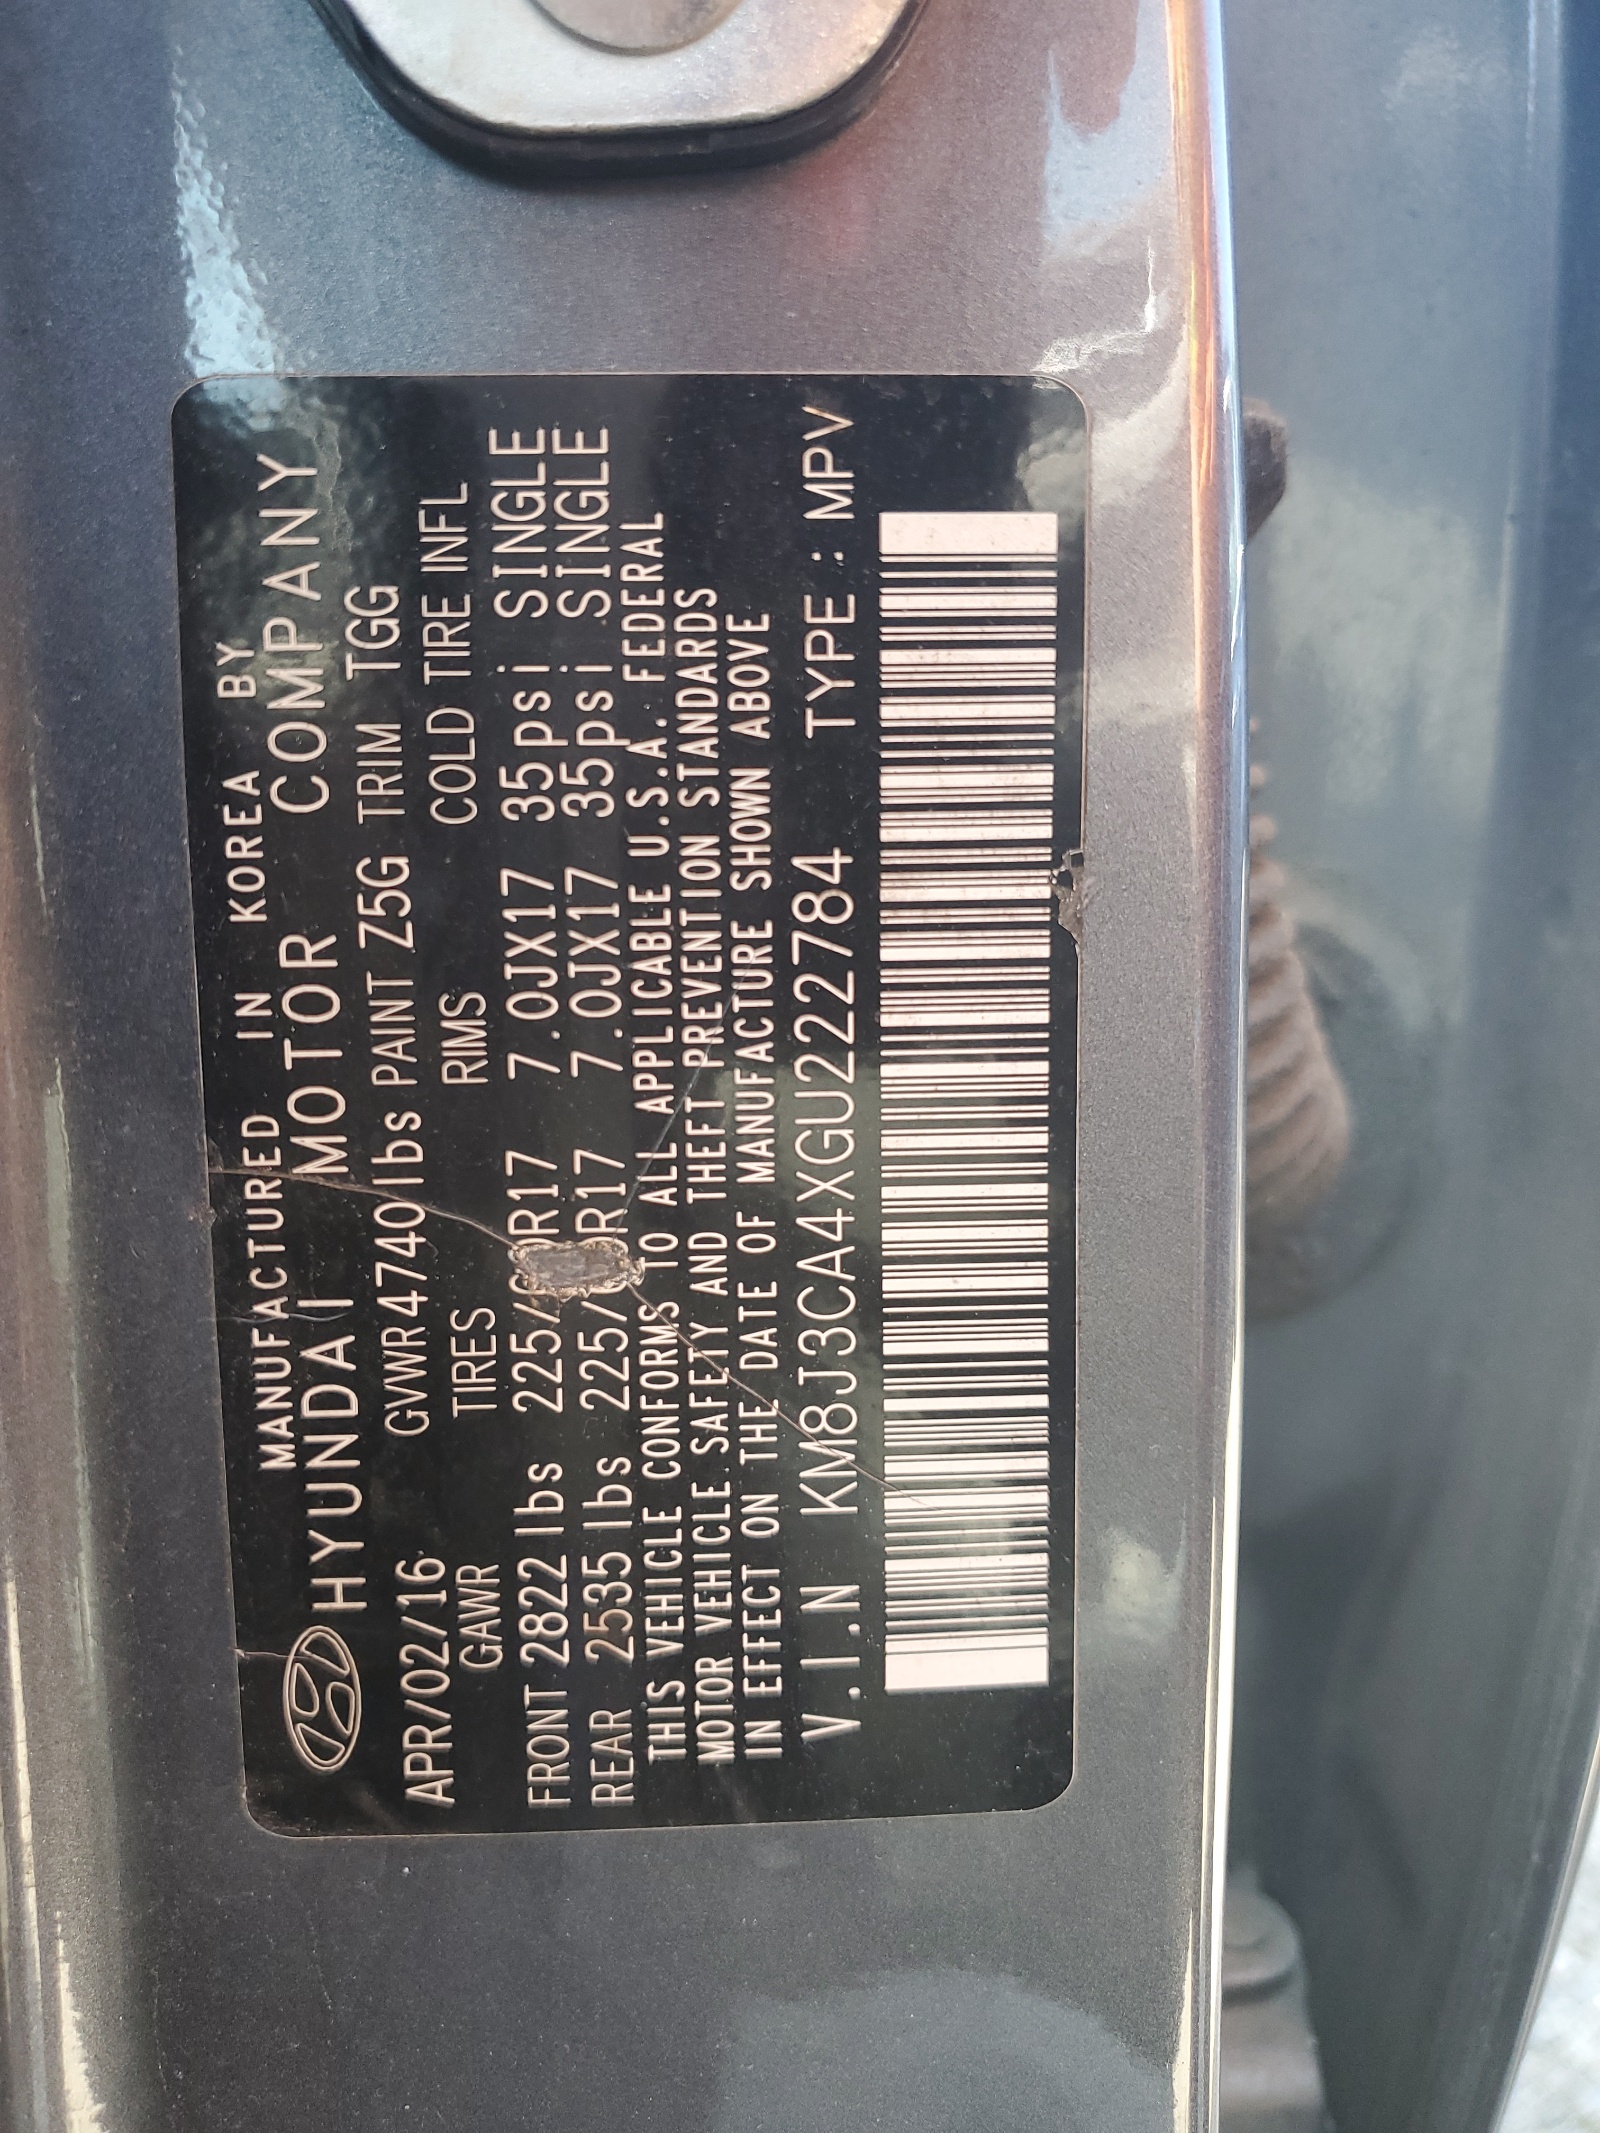 MANUFACTURED IN KOREA BY
HYUNDAI MOTOR COMPANY
APR/02/16 GVWR4740lbs PAINT Z5G TRIM TGG
GAWR TIRES RIMS COLD TIRE INFL
FRONT 2822 lbs 225/ R17 7.0JX17 35psi SINGLE
REAR 2535 lbs 225/ R17 7.0JX17 35psi SINGLE
THIS VEHICLE CONFORMS TO ALL APPLICABLE U.S.A. FEDERAL
MOTOR VEHICLE SAFETY AND THEFT PREVENTION STANDARDS
IN EFFECT ON THE DATE OF MANUFACTURE SHOWN ABOVE
V.I.N KM8J3CA4XGU222784 TYPE : MPV